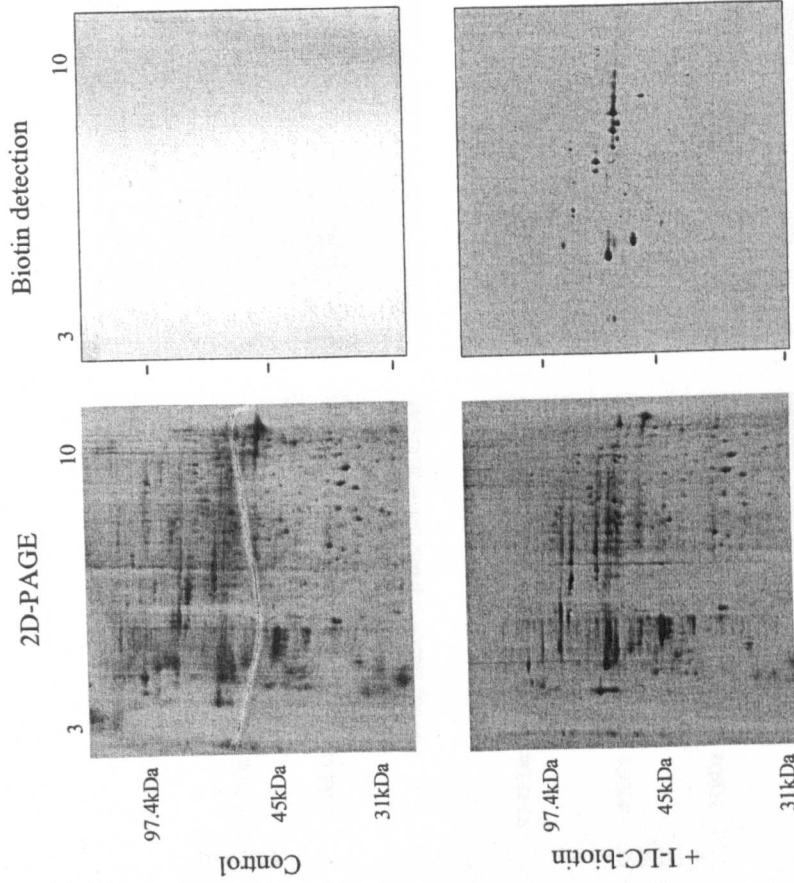 2D-PAGE
Biotin detection
3
10
3
10
Control
97.4kDa
45kDa
31kDa
+ I-LC-biotin
97.4kDa
45kDa
31kDa